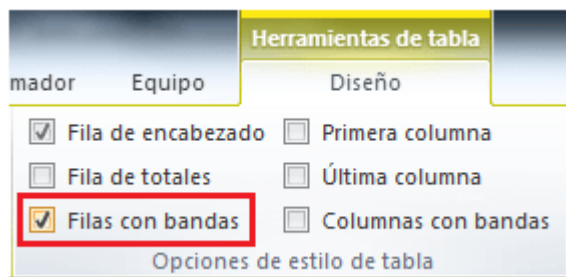 Herramientas de tabla
mador Equipo Diseño
Fila de encabezado Primera columna
Fila de totales Última columna
Filas con bandas Columnas con bandas
Opciones de estilo de tabla